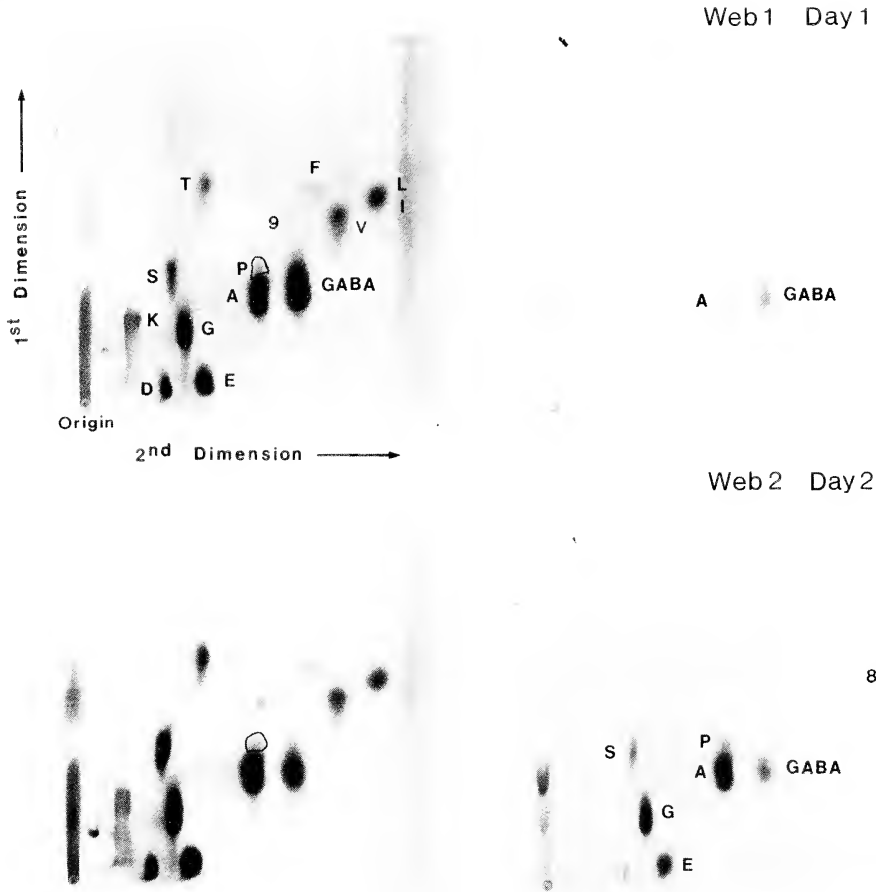 Web 1 Day 1
1st Dimension
T
F
L
I
9
V
S
P
A
GABA
K
G
D
E
Origin
2nd Dimension
A
GABA
Web 2 Day 2
8
S
P
A
GABA
G
E